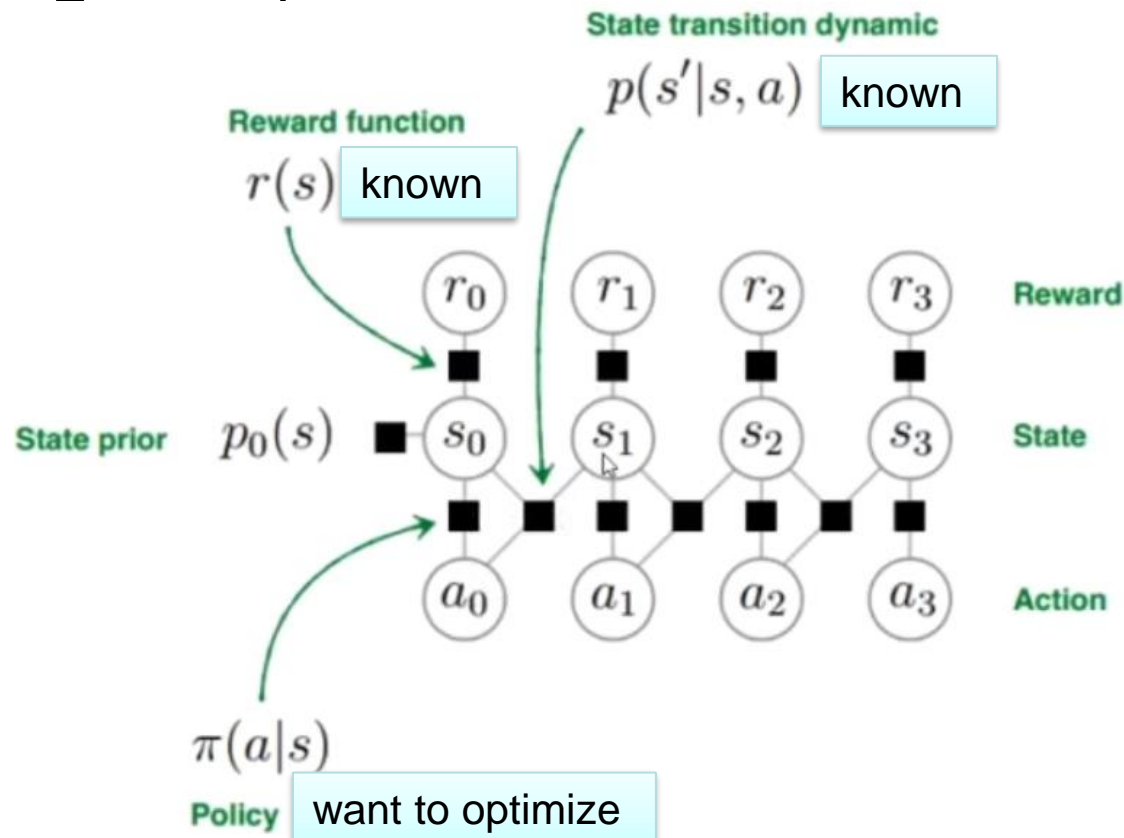 State transition dynamic
p(s'|s, a) known
Reward function
r(s) known
r0 r1 r2 r3 Reward
State prior p0(s) s0 s1 s2 s3 State
a0 a1 a2 a3 Action
π(a|s)
Policy want to optimize